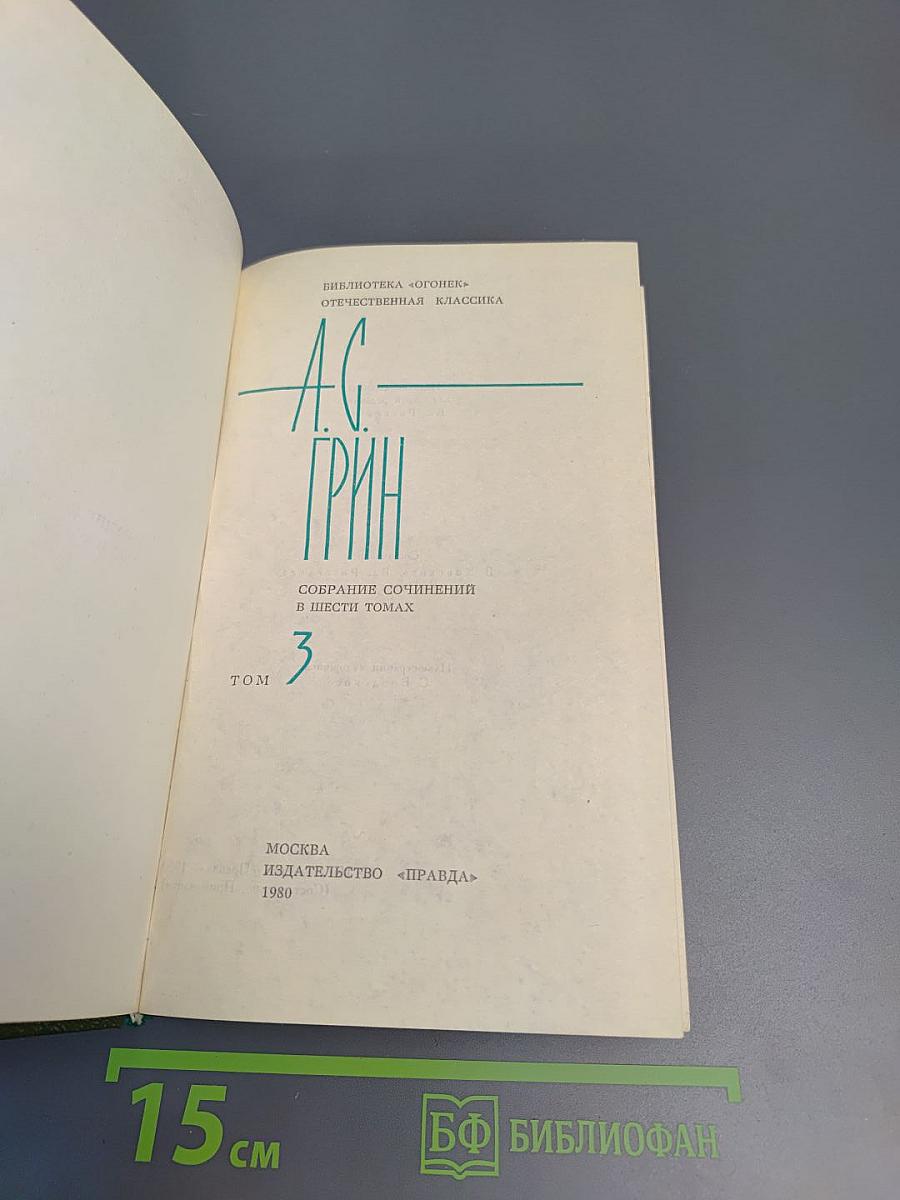 БИБЛИОТЕКА «ОГОНЕК»
ОТЕЧЕСТВЕННАЯ КЛАССИКА
А. С.
ГРИН
СОБРАНИЕ СОЧИНЕНИЙ
В ШЕСТИ ТОМАХ
ТОМ 3
МОСКВА
ИЗДАТЕЛЬСТВО «ПРАВДА»
1980
15 см
БФ БИБЛИОФАН